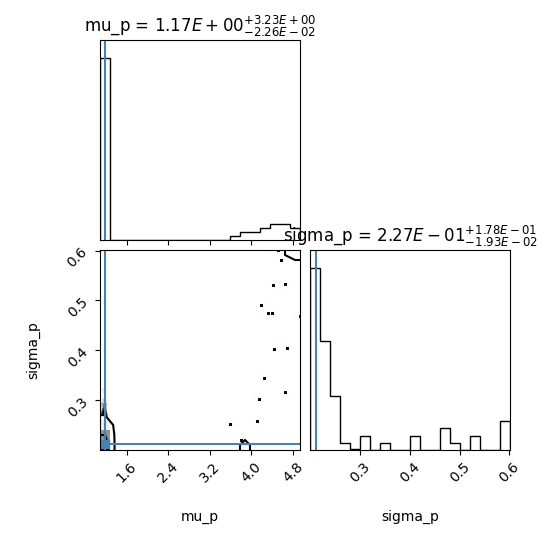 mu_p = 1.17E + 00 +3.23E + 00 −2.26E − 02
sigma_p = 2.27E − 01 +1.78E − 01 −1.93E − 02
0.6
0.5
0.4
0.3
sigma_p
1.6 2.4 3.2 4.0 4.8
0.3 0.4 0.5 0.6
mu_p
sigma_p